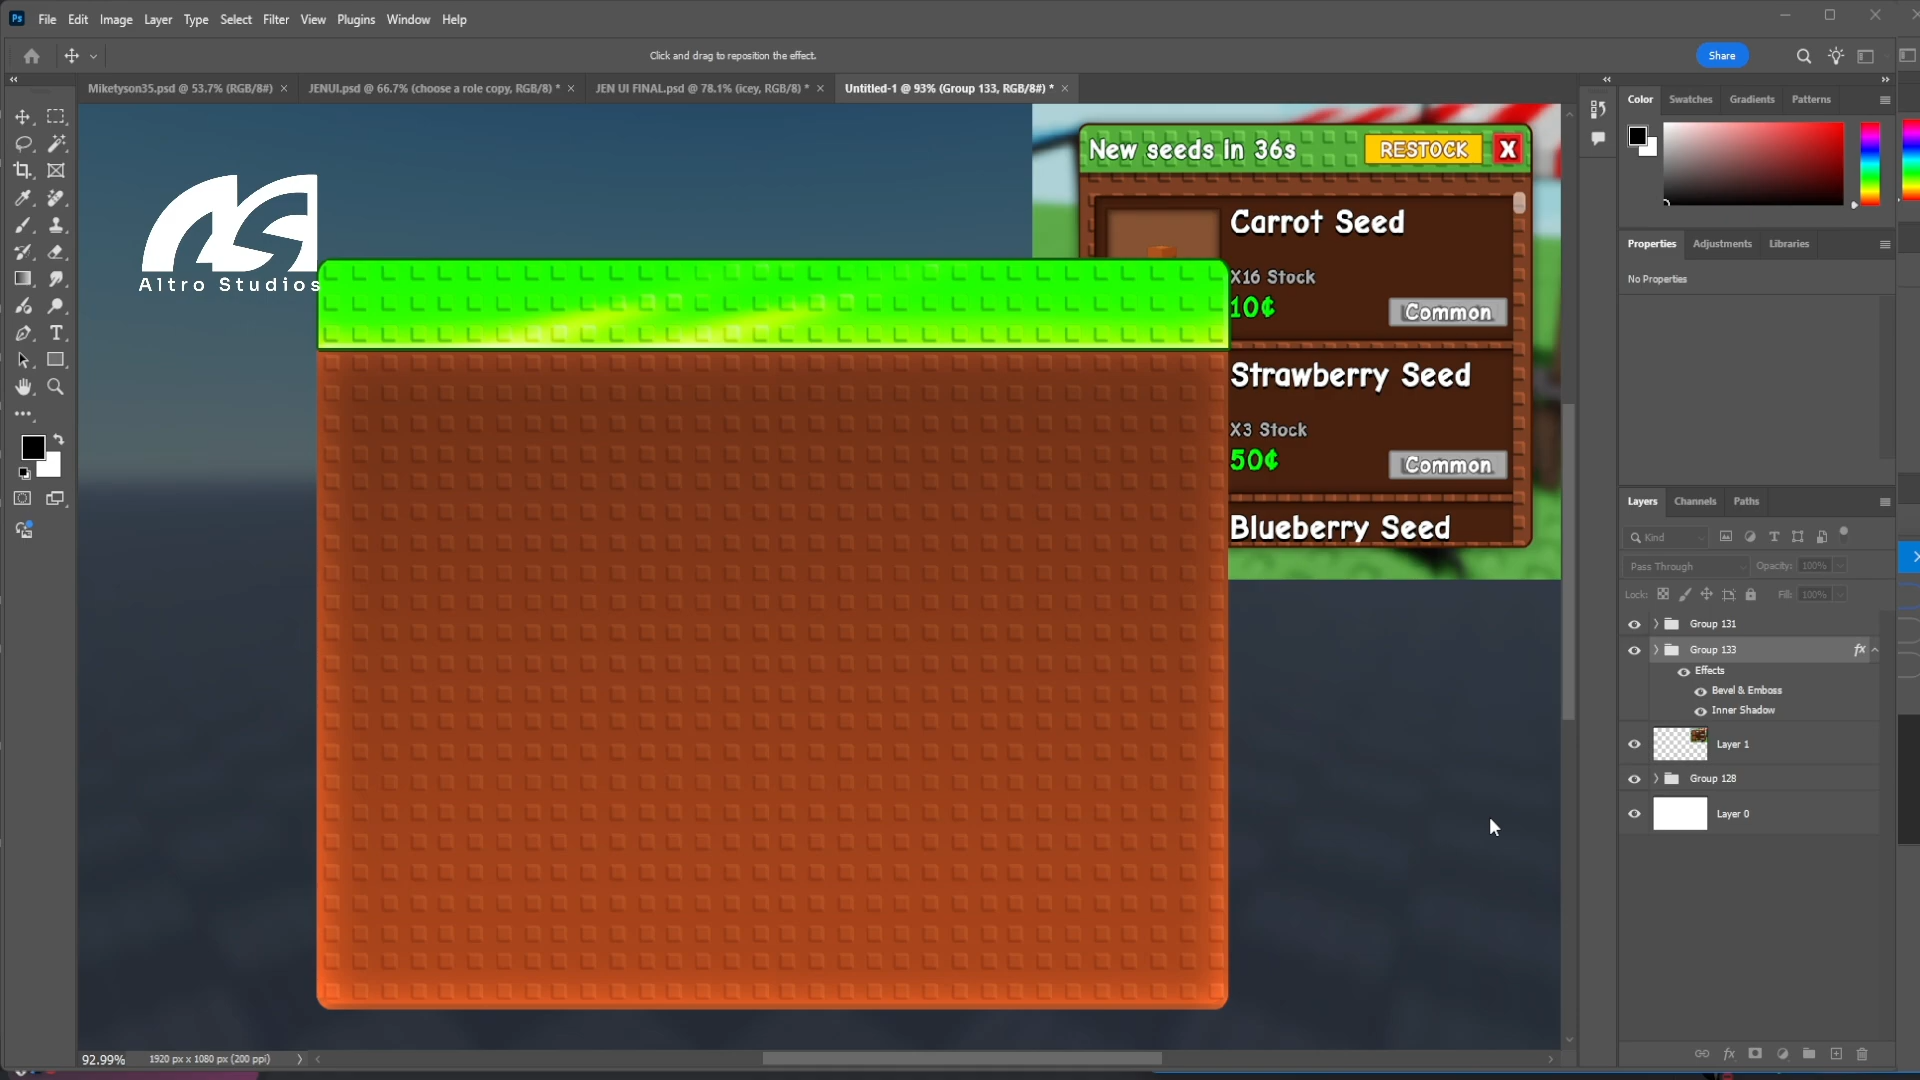 Ps File Edit Image Layer Type Select Filter View Plugins Window Help
Click and drag to reposition the effect.
Share
Miketyson35.psd @ 53.7% (RGB/8#)
JENUI.psd @ 66.7% (choose a role copy, RGB/8) *
JEN UI FINAL.psd @ 78.1% (icey, RGB/8) *
Untitled-1 @ 93% (Group 133, RGB/8#) *
Altro Studios
New seeds in 36s
RESTOCK
X
Carrot Seed
X16 Stock
10¢
Common
Strawberry Seed
X3 Stock
50¢
Common
Blueberry Seed
Color Swatches Gradients Patterns
Properties Adjustments Libraries
No Properties
Layers Channels Paths
Kind
Pass Through Opacity: 100%
Lock: Fill: 100%
Group 131
Group 133 fx
Effects
Bevel & Emboss
Inner Shadow
Layer 1
Group 128
Layer 0
fx
92.99% 1920 px x 1080 px (200 ppi)